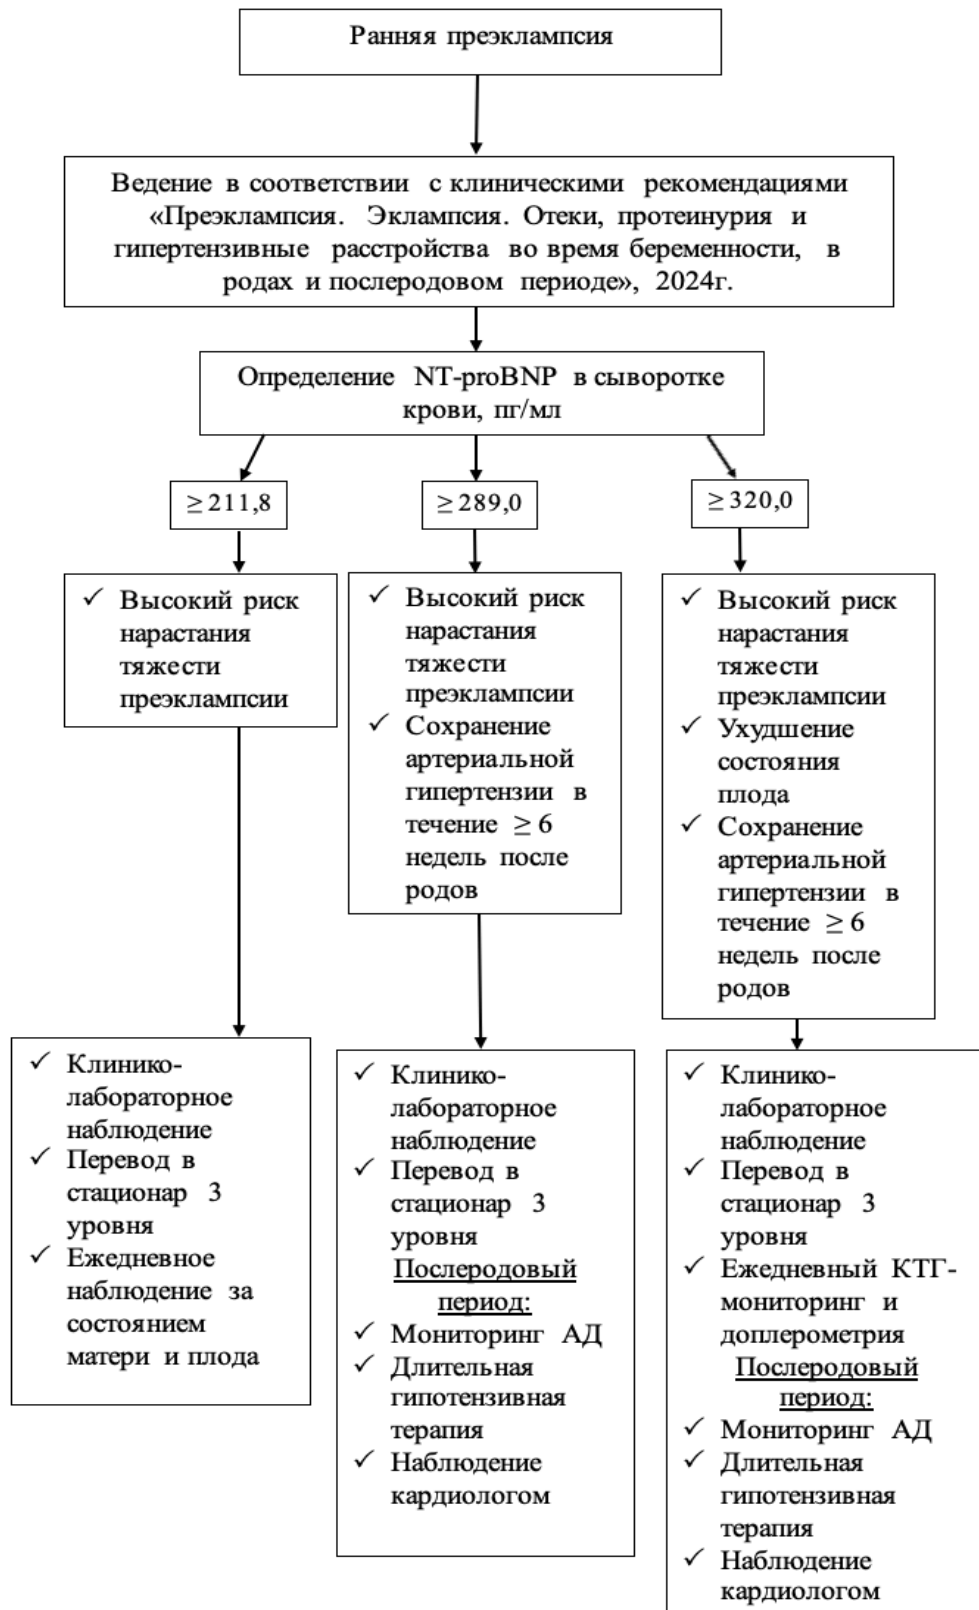 Ранняя преэклампсия
Ведение в соответствии с клиническими рекомендациями
«Преэклампсия. Эклампсия. Отеки, протеинурия и
гипертензивные расстройства во время беременности, в
родах и послеродовом периоде», 2024г.
Определение NT-proBNP в сыворотке
крови, пг/мл
≥ 211,8
≥ 289,0
≥ 320,0
✓ Высокий риск
нарастания
тяжести
преэклампсии
✓ Высокий риск
нарастания
тяжести
преэклампсии
✓ Сохранение
артериальной
гипертензии в
течение ≥ 6
недель после
родов
✓ Высокий риск
нарастания
тяжести
преэклампсии
✓ Ухудшение
состояния
плода
✓ Сохранение
артериальной
гипертензии в
течение ≥ 6
недель после
родов
✓ Клинико-
лабораторное
наблюдение
✓ Перевод в
стационар 3
уровня
✓ Ежедневное
наблюдение за
состоянием
матери и плода
✓ Клинико-
лабораторное
наблюдение
✓ Перевод в
стационар 3
уровня
Послеродовый
период:
✓ Мониторинг АД
✓ Длительная
гипотензивная
терапия
✓ Наблюдение
кардиологом
✓ Клинико-
лабораторное
наблюдение
✓ Перевод в
стационар 3
уровня
✓ Ежедневный КТГ-
мониторинг и
доплерометрия
Послеродовый
период:
✓ Мониторинг АД
✓ Длительная
гипотензивная
терапия
✓ Наблюдение
кардиологом